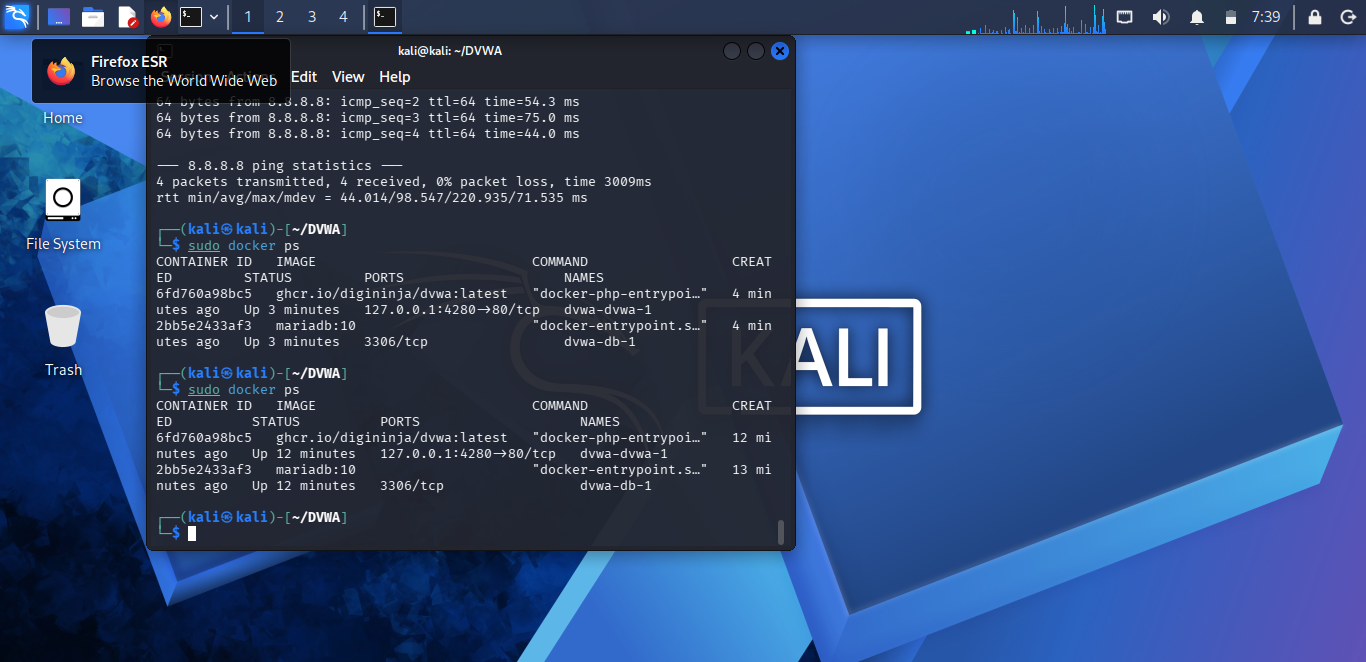 1 2 3 4
7:39
kali@kali: ~/DVWA
Firefox ESR
Browse the World Wide Web
Session Actions Edit View Help
64 bytes from 8.8.8.8: icmp_seq=2 ttl=64 time=54.3 ms
64 bytes from 8.8.8.8: icmp_seq=3 ttl=64 time=75.0 ms
64 bytes from 8.8.8.8: icmp_seq=4 ttl=64 time=44.0 ms
--- 8.8.8.8 ping statistics ---
4 packets transmitted, 4 received, 0% packet loss, time 3009ms
rtt min/avg/max/mdev = 44.014/98.547/220.935/71.535 ms
┌──(kali㉿kali)-[~/DVWA]
└─$ sudo docker ps
CONTAINER ID   IMAGE                           COMMAND                  CREAT
ED         STATUS         PORTS                    NAMES
6fd760a98bc5   ghcr.io/digininja/dvwa:latest   "docker-php-entrypoi…"   4 min
utes ago   Up 3 minutes   127.0.0.1:4280->80/tcp   dvwa-dvwa-1
2bb5e2433af3   mariadb:10                      "docker-entrypoint.s…"   4 min
utes ago   Up 3 minutes   3306/tcp                 dvwa-db-1
┌──(kali㉿kali)-[~/DVWA]
└─$ sudo docker ps
CONTAINER ID   IMAGE                           COMMAND                  CREAT
ED          STATUS          PORTS                    NAMES
6fd760a98bc5   ghcr.io/digininja/dvwa:latest   "docker-php-entrypoi…"   12 mi
nutes ago   Up 12 minutes   127.0.0.1:4280->80/tcp   dvwa-dvwa-1
2bb5e2433af3   mariadb:10                      "docker-entrypoint.s…"   13 mi
nutes ago   Up 12 minutes   3306/tcp                 dvwa-db-1
┌──(kali㉿kali)-[~/DVWA]
└─$
Home
File System
Trash
KALI